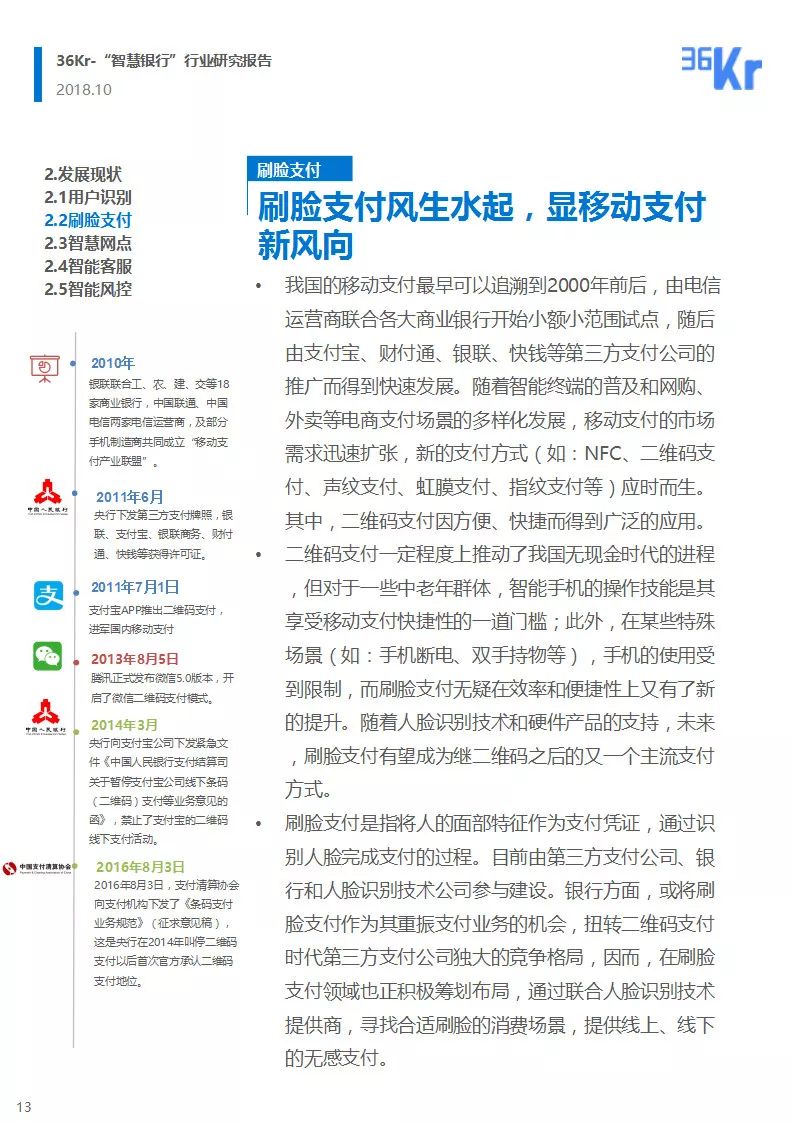 36Kr-“智慧银行”行业研究报告
2018.10
36Kr
2.发展现状
2.1用户识别
2.2刷脸支付
2.3智慧网点
2.4智能客服
2.5智能风控
2010年
银联联合工、农、建、交等18
家商业银行，中国联通、中国
电信两家电信运营商，及部分
手机制造商共同成立“移动支
付产业联盟”。
中国人民银行
2011年6月
央行下发第三方支付牌照，银
联、支付宝、银联商务、财付
通、快钱等获得许可证。
支
2011年7月1日
支付宝APP推出二维码支付，
进军国内移动支付
2013年8月5日
腾讯正式发布微信5.0版本，开
启了微信二维码支付模式。
中国人民银行
2014年3月
央行向支付宝公司下发紧急文
件《中国人民银行支付结算司
关于暂停支付宝公司线下条码
（二维码）支付等业务意见的
函》，禁止了支付宝的二维码
线下支付活动。
中国支付清算协会
2016年8月3日
2016年8月3日，支付清算协会
向支付机构下发了《条码支付
业务规范》（征求意见稿），
这是央行在2014年叫停二维码
支付以后首次官方承认二维码
支付地位。
刷脸支付
刷脸支付风生水起，显移动支付
新风向
• 我国的移动支付最早可以追溯到2000年前后，由电信
运营商联合各大商业银行开始小额小范围试点，随后
由支付宝、财付通、银联、快钱等第三方支付公司的
推广而得到快速发展。随着智能终端的普及和网购、
外卖等电商支付场景的多样化发展，移动支付的市场
需求迅速扩张，新的支付方式（如：NFC、二维码支
付、声纹支付、虹膜支付、指纹支付等）应时而生。
其中，二维码支付因方便、快捷而得到广泛的应用。
• 二维码支付一定程度上推动了我国无现金时代的进程
，但对于一些中老年群体，智能手机的操作技能是其
享受移动支付快捷性的一道门槛；此外，在某些特殊
场景（如：手机断电、双手持物等），手机的使用受
到限制，而刷脸支付无疑在效率和便捷性上又有了新
的提升。随着人脸识别技术和硬件产品的支持，未来
，刷脸支付有望成为继二维码之后的又一个主流支付
方式。
• 刷脸支付是指将人的面部特征作为支付凭证，通过识
别人脸完成支付的过程。目前由第三方支付公司、银
行和人脸识别技术公司参与建设。银行方面，或将刷
脸支付作为其重振支付业务的机会，扭转二维码支付
时代第三方支付公司独大的竞争格局，因而，在刷脸
支付领域也正积极筹划布局，通过联合人脸识别技术
提供商，寻找合适刷脸的消费场景，提供线上、线下
的无感支付。
13